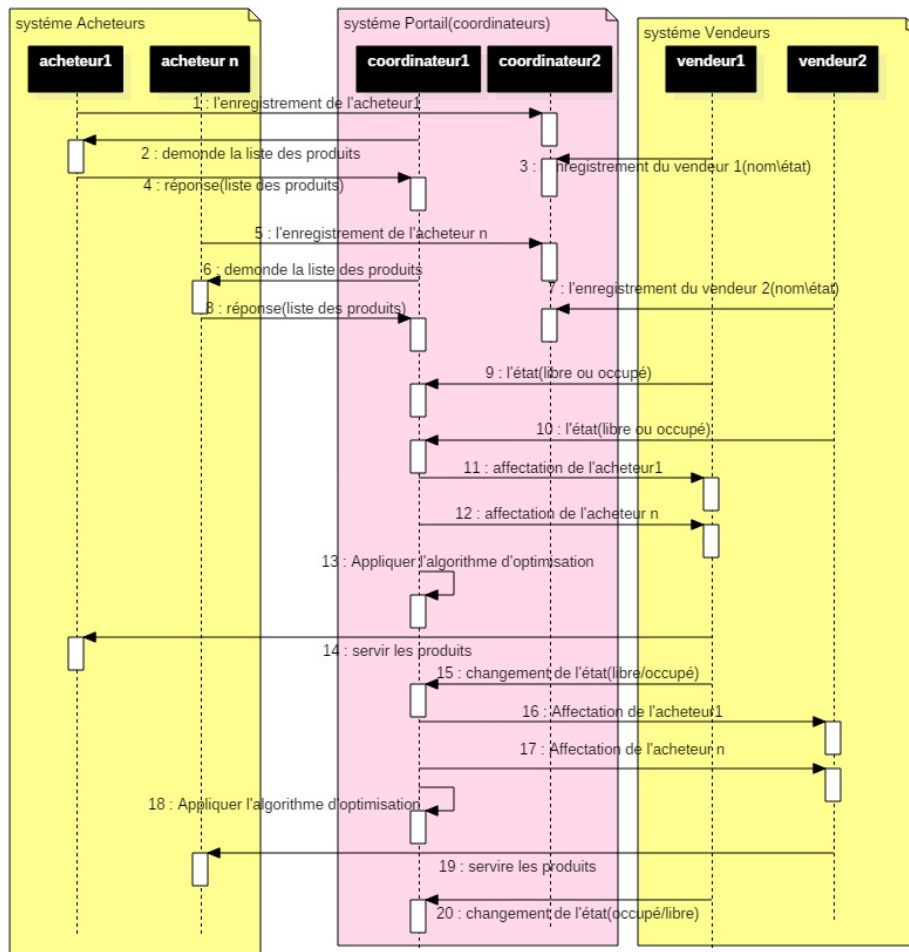 systéme Acheteurs
systéme Portail(coordinateurs)
systéme Vendeurs
acheteur1
acheteur n
coordinateur1
coordinateur2
vendeur1
vendeur2
1 : l'enregistrement de l'acheteur1
2 : demonde la liste des produits
3 : enregistrement du vendeur 1(nom\état)
4 : réponse(liste des produits)
5 : l'enregistrement de l'acheteur n
6 : demonde la liste des produits
7 : l'enregistrement du vendeur 2(nom\état)
8 : réponse(liste des produits)
9 : l'état(libre ou occupé)
10 : l'état(libre ou occupé)
11 : affectation de l'acheteur1
12 : affectation de l'acheteur n
13 : Appliquer l'algorithme d'optimisation
14 : servir les produits
15 : changement de l'état(libre/occupé)
16 : Affectation de l'acheteur1
17 : Affectation de l'acheteur n
18 : Appliquer l'algorithme d'optimisation
19 : servire les produits
20 : changement de l'état(occupé/libre)